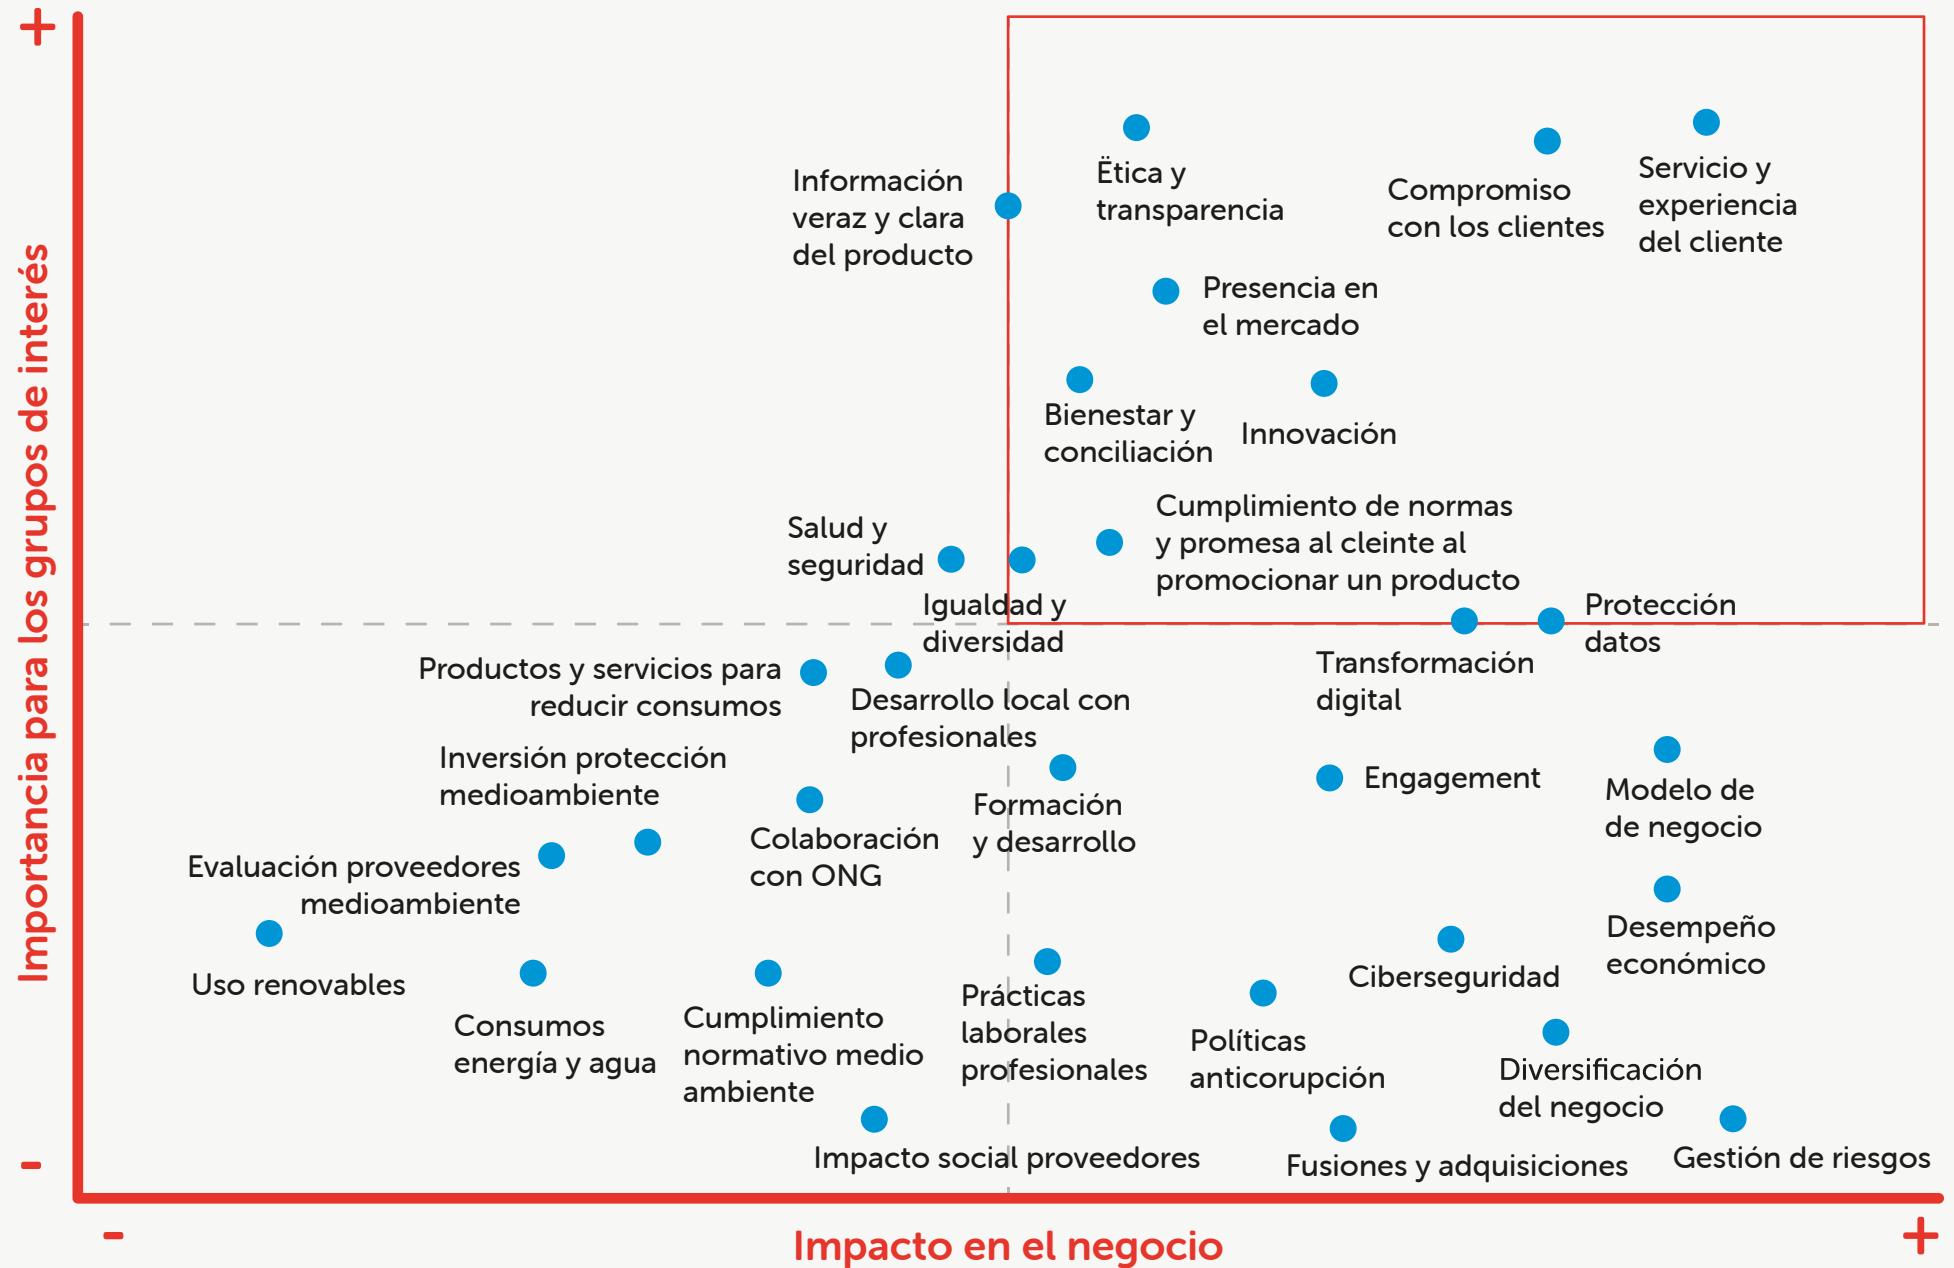 +
Importancia para los grupos de interés
Información
veraz y clara
del producto
Ëtica y
transparencia
Compromiso
con los clientes
Servicio y
experiencia
del cliente
Presencia en
el mercado
Bienestar y
conciliación
Innovación
Cumplimiento de normas
y promesa al cleinte al
promocionar un producto
Salud y
seguridad
Igualdad y
diversidad
Protección
datos
Transformación
digital
Productos y servicios para
reducir consumos
Desarrollo local con
profesionales
Inversión protección
medioambiente
Formación
y desarrollo
Engagement
Modelo de
de negocio
Colaboración
con ONG
Evaluación proveedores
medioambiente
Desempeño
económico
Uso renovables
Ciberseguridad
Consumos
energía y agua
Cumplimiento
normativo medio
ambiente
Prácticas
laborales
profesionales
Políticas
anticorupción
Diversificación
del negocio
Impacto social proveedores
Fusiones y adquisiciones
Gestión de riesgos
-
-
Impacto en el negocio
+